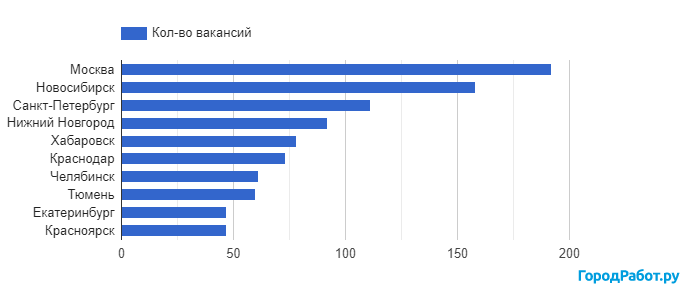 Кол-во вакансий
Москва
Новосибирск
Санкт-Петербург
Нижний Новгород
Хабаровск
Краснодар
Челябинск
Тюмень
Екатеринбург
Красноярск
0 50 100 150 200
ГородРабот.ру